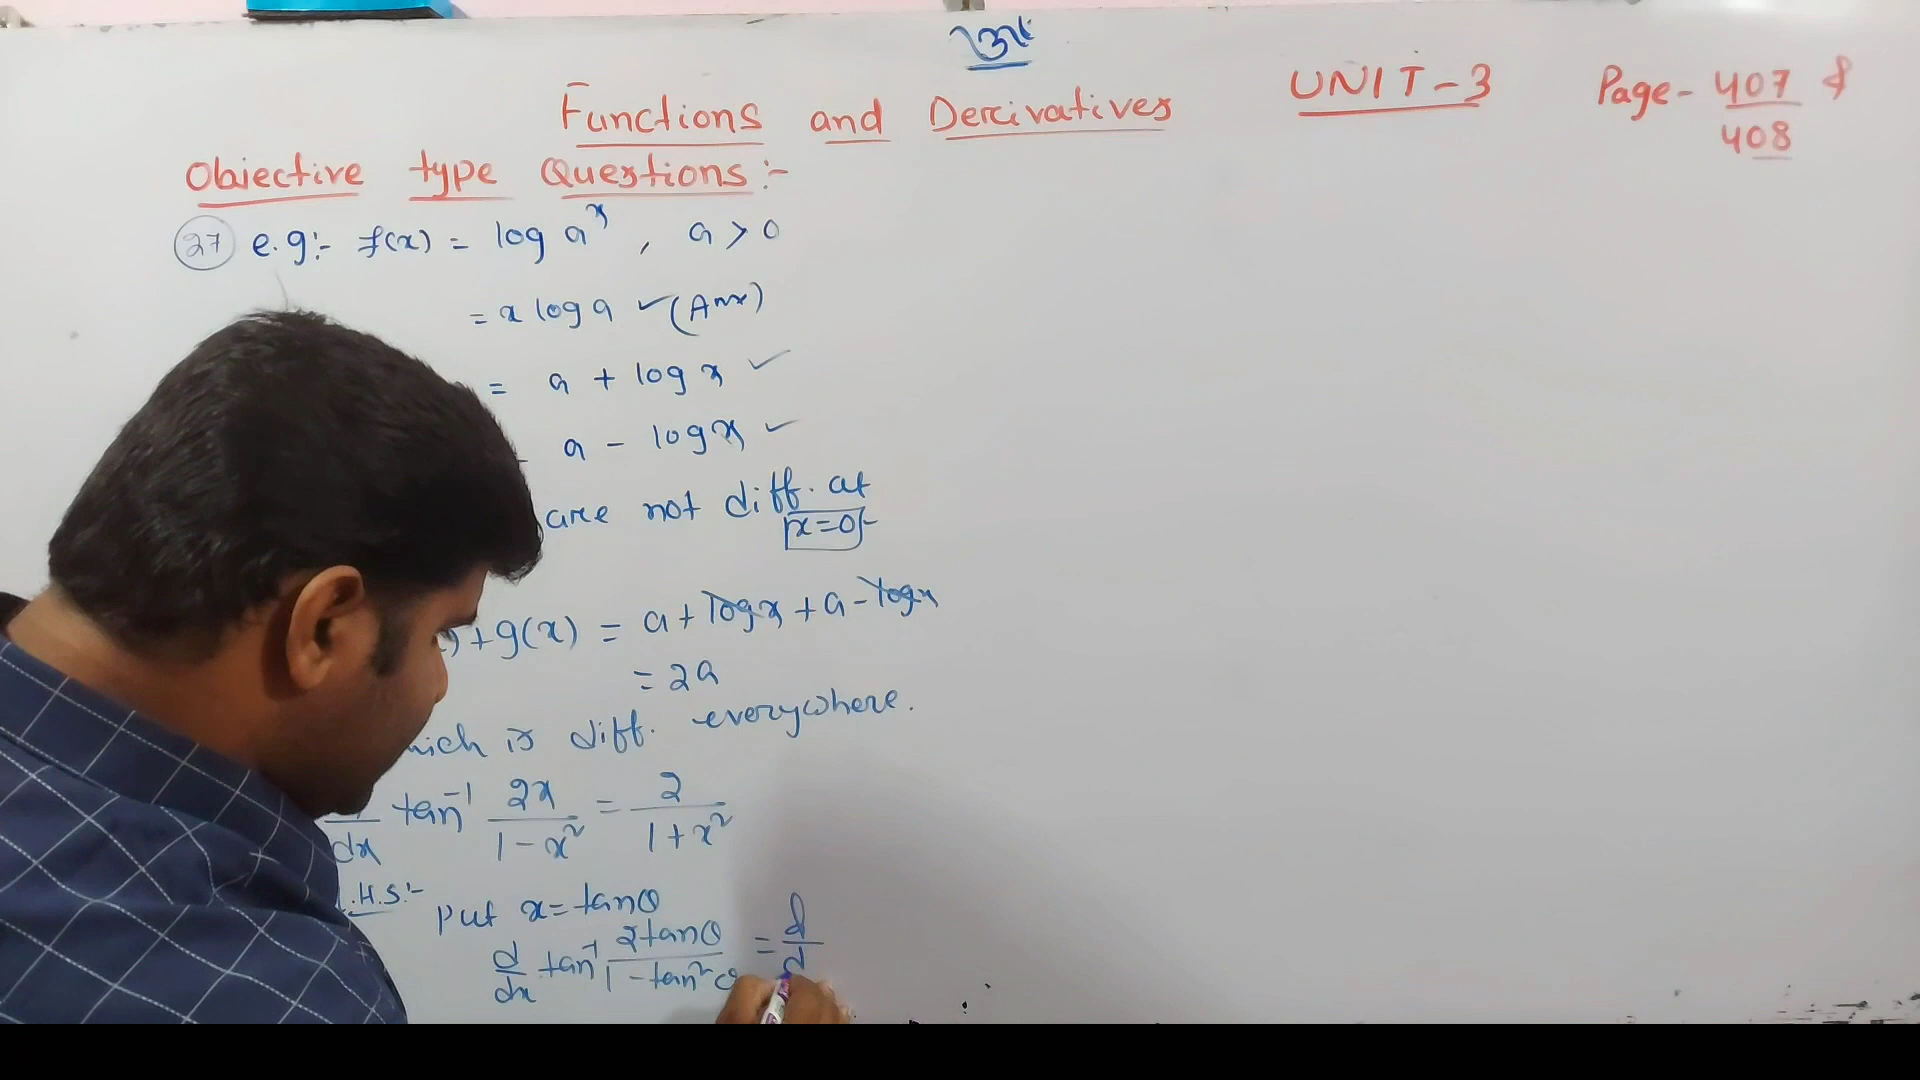 Functions and Derivatives UNIT-3 Page- 407 &
408
Objective type Questions:-
27 e.g:- f(x) = log aˣ , a > 0
= x log a ✓ (Ans)
= a + log x ✓
a - log x ✓
are not diff. at
x=0
) + g(x) = a + log x + a - log x
= 2a
hich is diff. everywhere.
dx tan⁻¹ 2x/(1-x²) = 2/(1+x²)
.H.S:- Put x = tanθ
d/dx tan⁻¹ 2tanθ/(1-tan²θ) = d/d